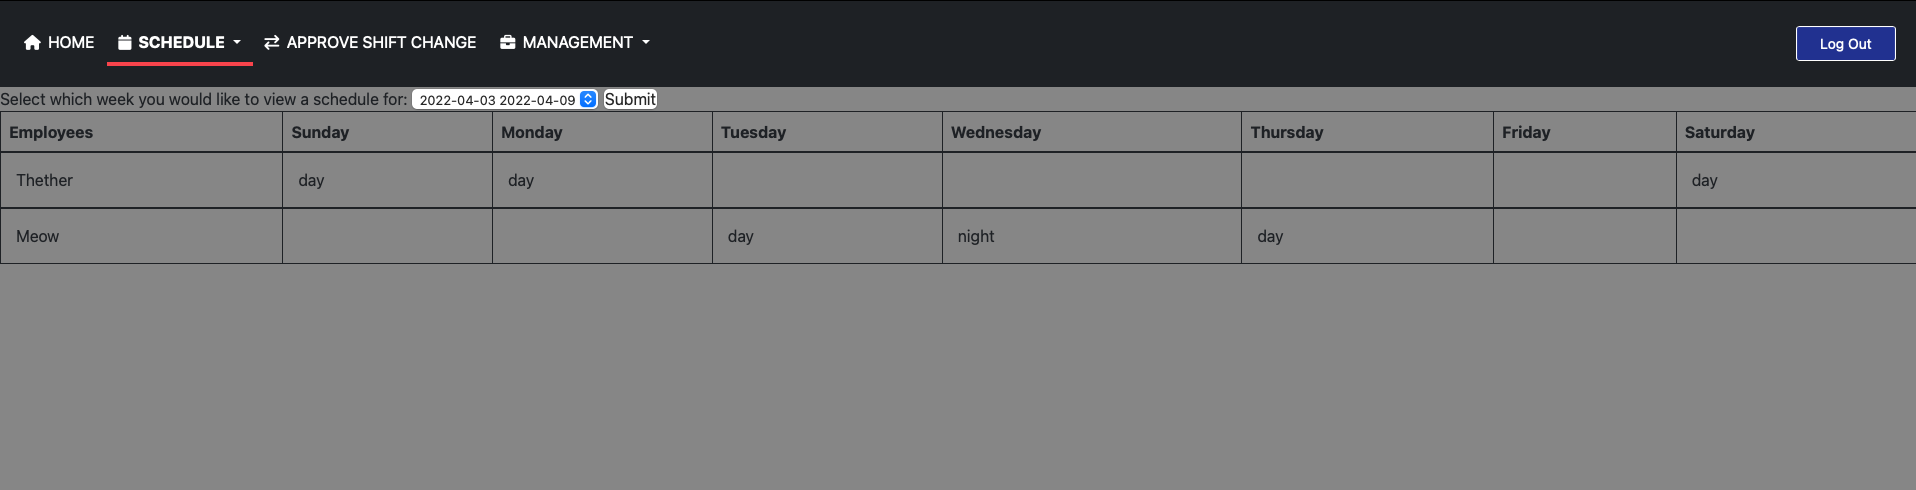 HOME SCHEDULE APPROVE SHIFT CHANGE MANAGEMENT Log Out
Select which week you would like to view a schedule for: 2022-04-03 2022-04-09 Submit
Employees Sunday Monday Tuesday Wednesday Thursday Friday Saturday
Thether day day day
Meow day night day